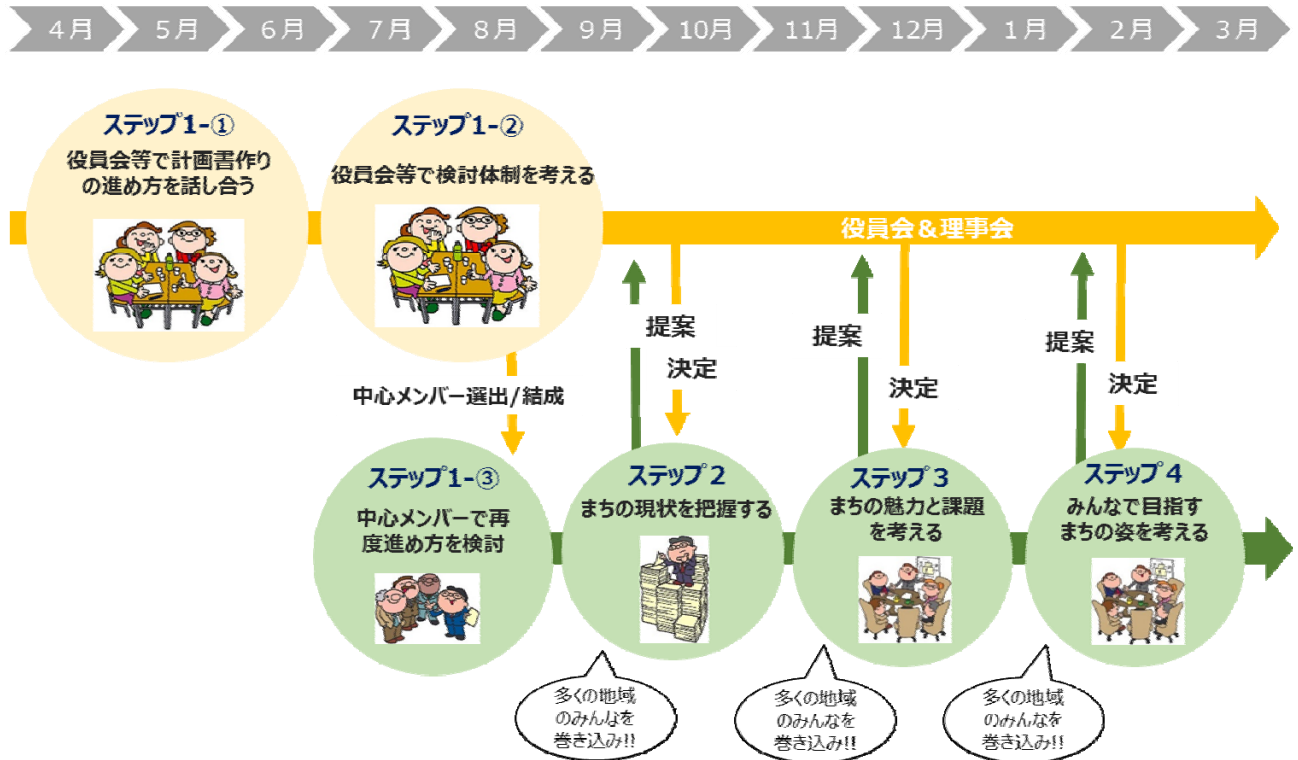 4月 5月 6月 7月 8月 9月 10月 11月 12月 1月 2月 3月
ステップ1-①
役員会等で計画書作り
の進め方を話し合う
ステップ1-②
役員会等で検討体制を考える
役員会＆理事会
提案
決定
提案
決定
提案
決定
中心メンバー選出/結成
ステップ1-③
中心メンバーで再
度進め方を検討
ステップ２
まちの現状を把握する
ステップ３
まちの魅力と課題
を考える
ステップ４
みんなで目指す
まちの姿を考える
多くの地域
のみんなを
巻き込み!!
多くの地域
のみんなを
巻き込み!!
多くの地域
のみんなを
巻き込み!!